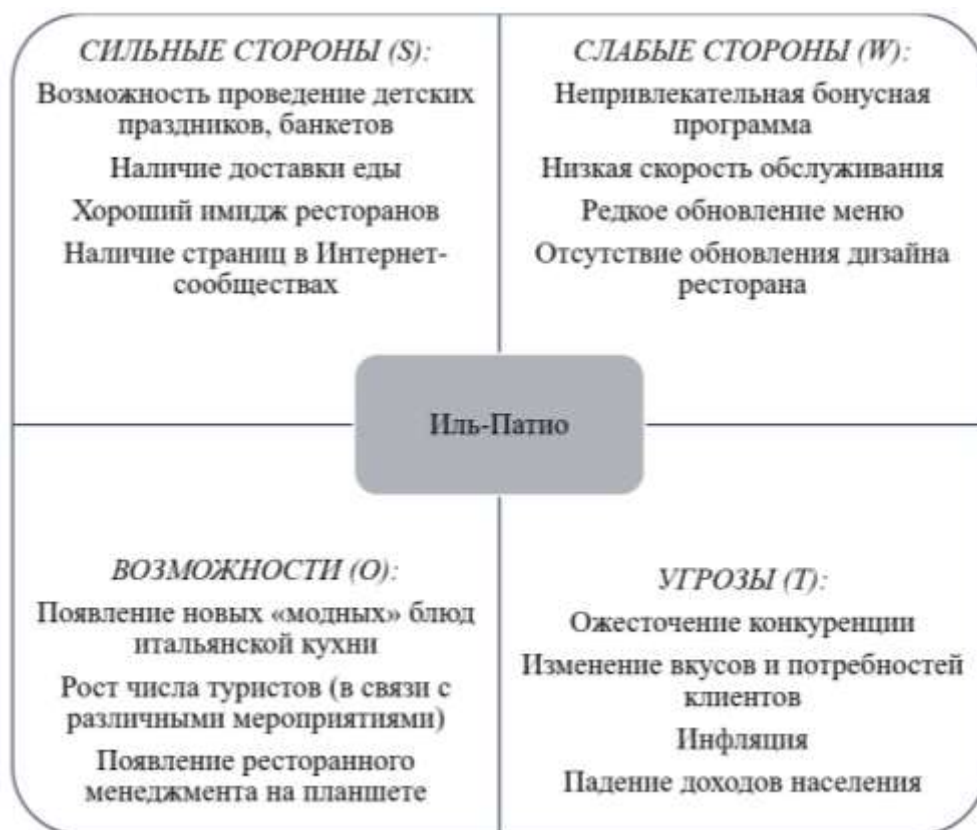 СИЛЬНЫЕ СТОРОНЫ (S):
Возможность проведение детских
праздников, банкетов
Наличие доставки еды
Хороший имидж ресторанов
Наличие страниц в Интернет-
сообществах
СЛАБЫЕ СТОРОНЫ (W):
Непривлекательная бонусная
программа
Низкая скорость обслуживания
Редкое обновление меню
Отсутствие обновления дизайна
ресторана
Иль-Патио
ВОЗМОЖНОСТИ (O):
Появление новых «модных» блюд
итальянской кухни
Рост числа туристов (в связи с
различными мероприятиями)
Появление ресторанного
менеджмента на планшете
УГРОЗЫ (T):
Ожесточение конкуренции
Изменение вкусов и потребностей
клиентов
Инфляция
Падение доходов населения